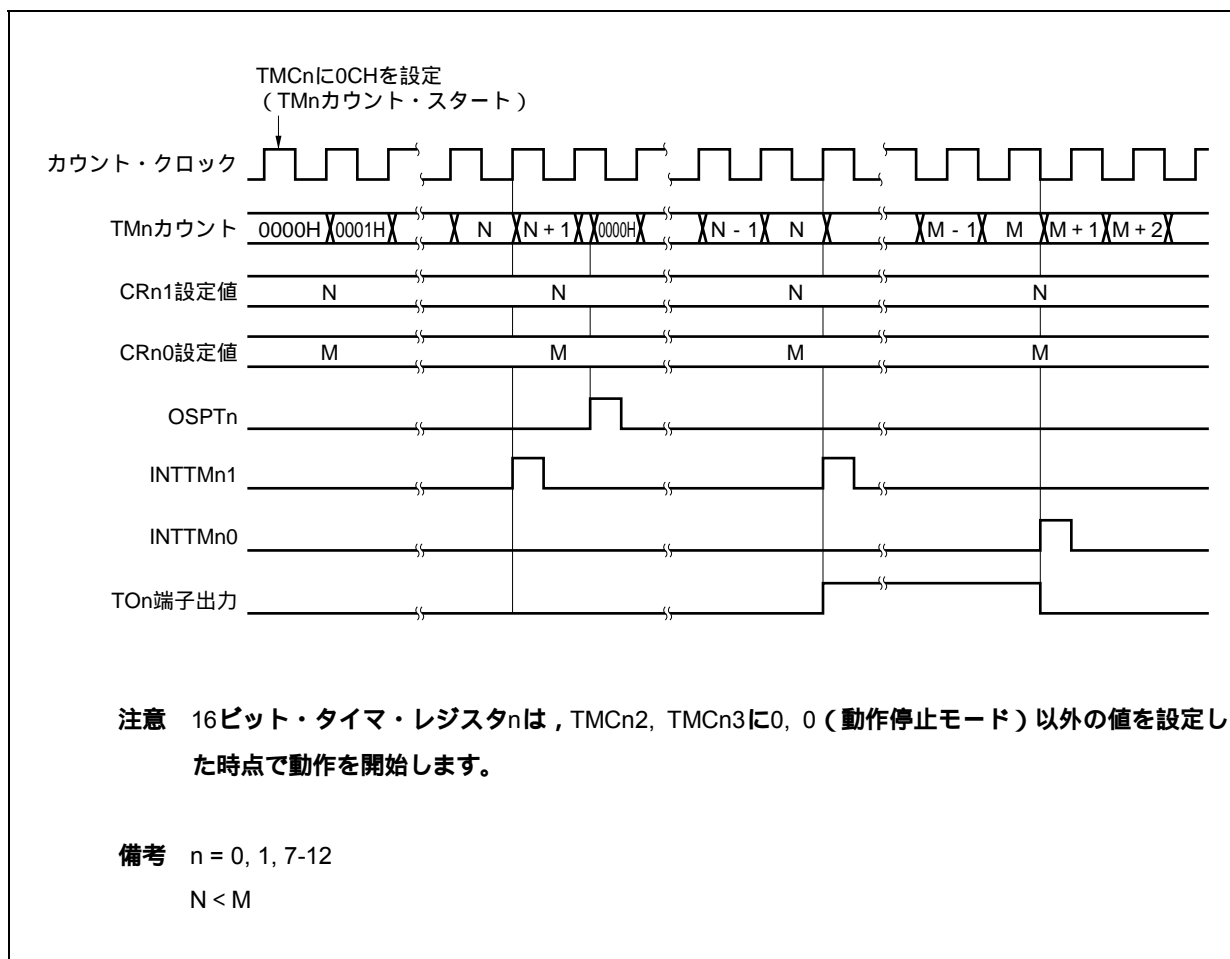 TMCnに0CHを設定
（TMnカウント・スタート）
カウント・クロック
TMnカウント 0000H 0001H N N + 1 0000H N - 1 N M - 1 M M + 1 M + 2
CRn1設定値 N N N N
CRn0設定値 M M M M
OSPTn
INTTMn1
INTTMn0
TOn端子出力
注意 16ビット・タイマ・レジスタnは，TMCn2, TMCn3に0, 0（動作停止モード）以外の値を設定し
た時点で動作を開始します。
備考 n = 0, 1, 7-12
N < M